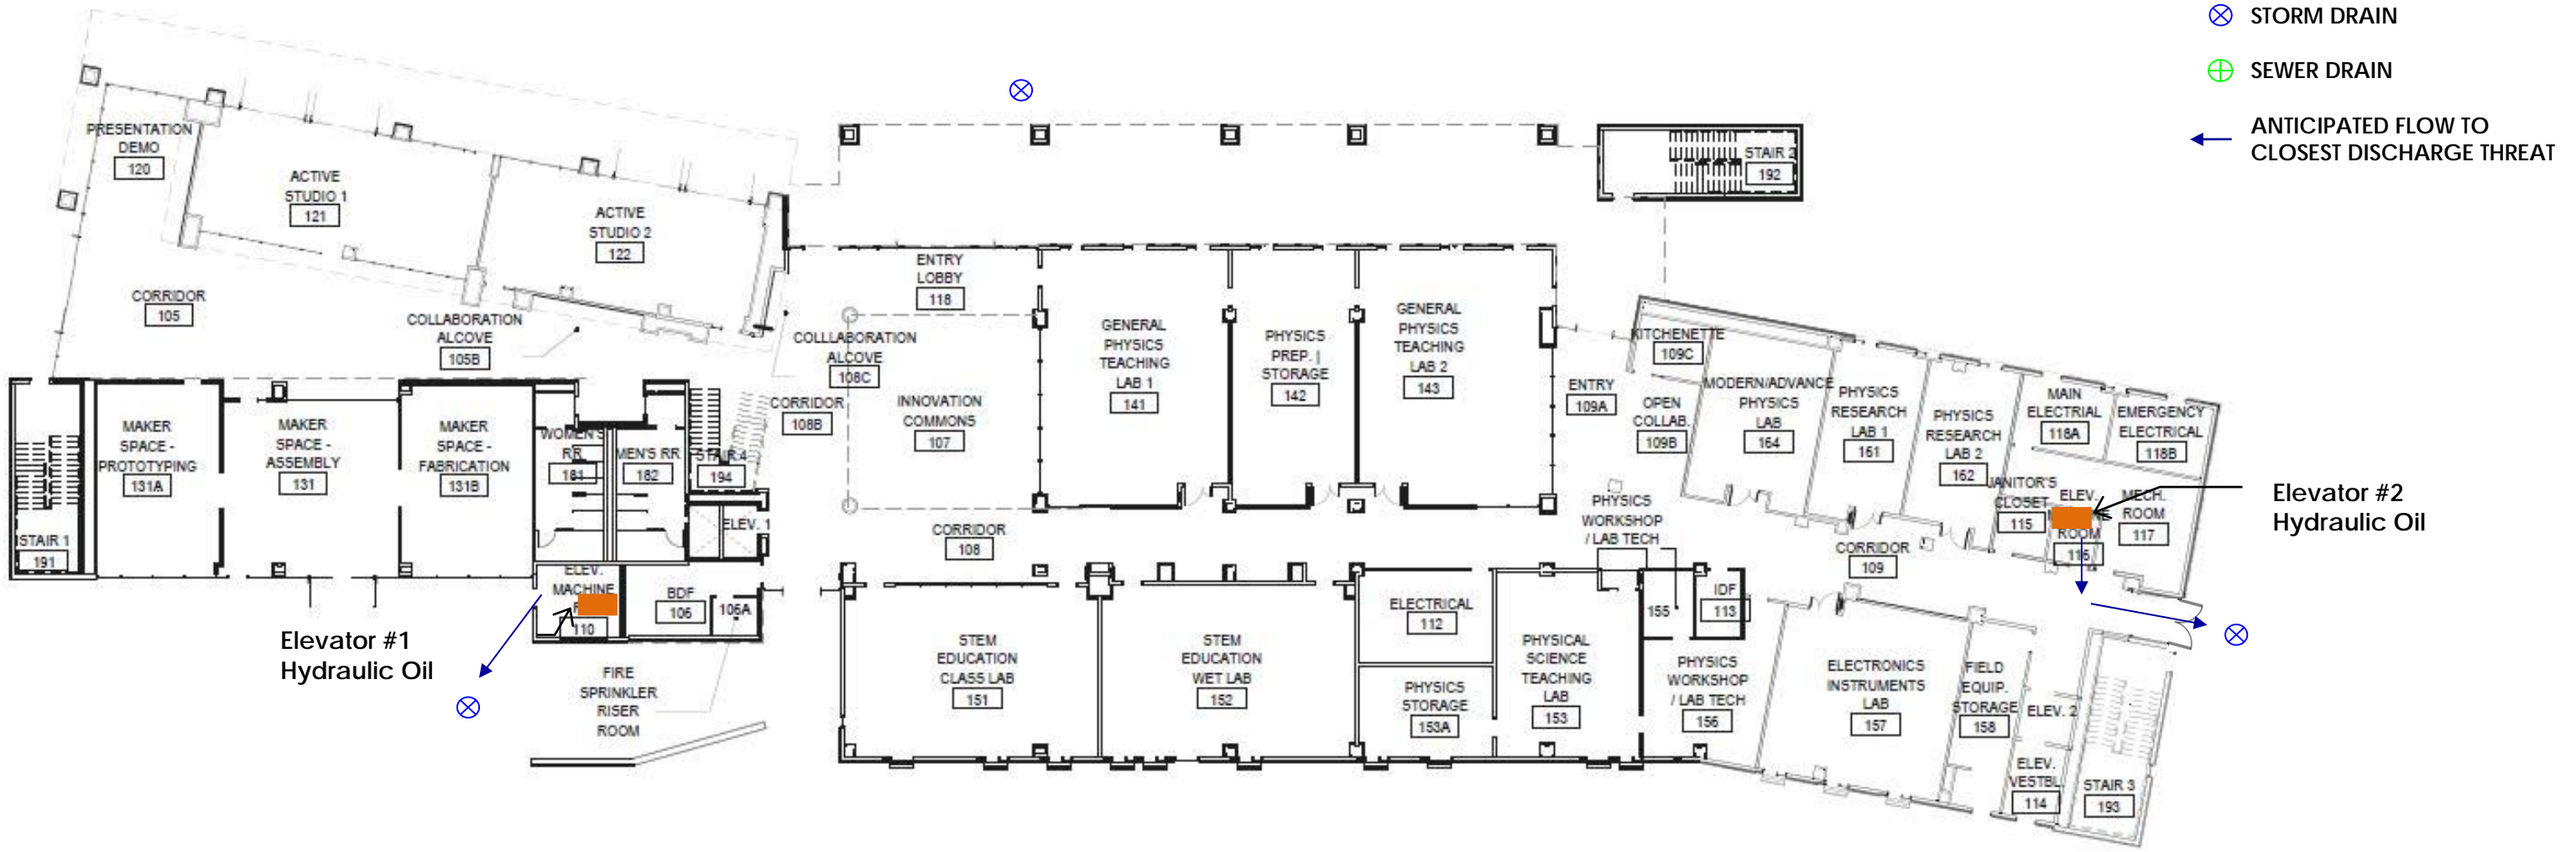 STORM DRAIN
SEWER DRAIN
ANTICIPATED FLOW TO
CLOSEST DISCHARGE THREAT
PRESENTATION
DEMO
120
ACTIVE
STUDIO 1
121
ACTIVE
STUDIO 2
122
CORRIDOR
105
COLLABORATION
ALCOVE
105B
ENTRY
LOBBY
118
COLLLABORATION
ALCOVE
108C
CORRIDOR
108B
INNOVATION
COMMONS
107
GENERAL
PHYSICS
TEACHING
LAB 1
141
PHYSICS
PREP. |
STORAGE
142
GENERAL
PHYSICS
TEACHING
LAB 2
143
STAIR 2
192
KITCHENETTE
109C
ENTRY
109A
OPEN
COLLAB.
109B
MODERN/ADVANCE
PHYSICS
LAB
164
PHYSICS
RESEARCH
LAB 1
161
PHYSICS
RESEARCH
LAB 2
162
MAIN
ELECTRIAL
118A
EMERGENCY
ELECTRICAL
118B
JANITOR'S
CLOSET
115
ELEV.
ROOM
116
MECH.
ROOM
117
Elevator #2
Hydraulic Oil
STAIR 1
191
MAKER
SPACE -
PROTOTYPING
131A
MAKER
SPACE -
ASSEMBLY
131
MAKER
SPACE -
FABRICATION
131B
WOMEN'S
RR
181
MEN'S RR
182
STAIR 4
194
ELEV. 1
CORRIDOR
108
PHYSICS
WORKSHOP
/ LAB TECH
CORRIDOR
109
ELEV.
MACHINE
110
BDF
106
106A
Elevator #1
Hydraulic Oil
FIRE
SPRINKLER
RISER
ROOM
STEM
EDUCATION
CLASS LAB
151
STEM
EDUCATION
WET LAB
152
ELECTRICAL
112
PHYSICS
STORAGE
153A
PHYSICAL
SCIENCE
TEACHING
LAB
153
155
IDF
113
PHYSICS
WORKSHOP
/ LAB TECH
156
ELECTRONICS
INSTRUMENTS
LAB
157
FIELD
EQUIP.
STORAGE
158
ELEV. 2
ELEV.
VESTBL
114
STAIR 3
193